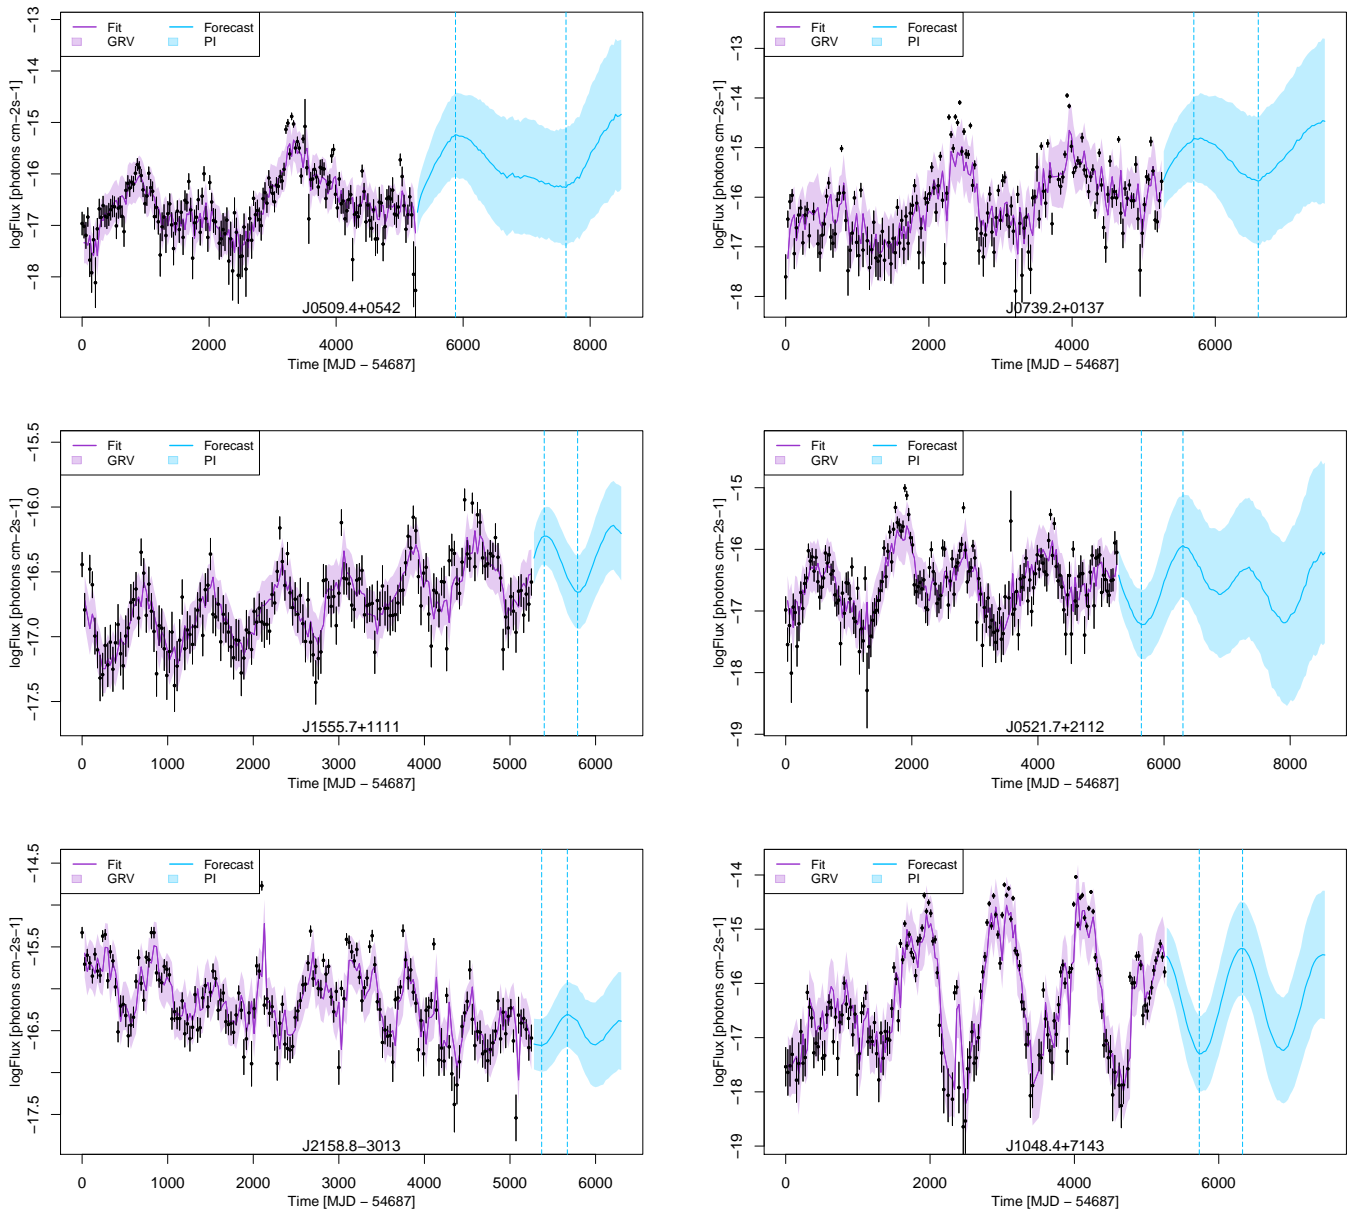 Fit Forecast
GRV PI
logFlux [photons cm−2s−1]
−13
−14
−15
−16
−17
−18
J0509.4+0542
0 2000 4000 6000 8000
Time [MJD − 54687]
Fit Forecast
GRV PI
logFlux [photons cm−2s−1]
−13
−14
−15
−16
−17
−18
J0739.2+0137
0 2000 4000 6000
Time [MJD − 54687]
Fit Forecast
GRV PI
logFlux [photons cm−2s−1]
−15.5
−16.0
−16.5
−17.0
−17.5
J1555.7+1111
0 1000 2000 3000 4000 5000 6000
Time [MJD − 54687]
Fit Forecast
GRV PI
logFlux [photons cm−2s−1]
−15
−16
−17
−18
−19
J0521.7+2112
0 2000 4000 6000 8000
Time [MJD − 54687]
Fit Forecast
GRV PI
logFlux [photons cm−2s−1]
−14.5
−15.5
−16.5
−17.5
J2158.8−3013
0 1000 2000 3000 4000 5000 6000
Time [MJD − 54687]
Fit Forecast
GRV PI
logFlux [photons cm−2s−1]
−14
−15
−16
−17
−18
−19
J1048.4+7143
0 2000 4000 6000
Time [MJD − 54687]